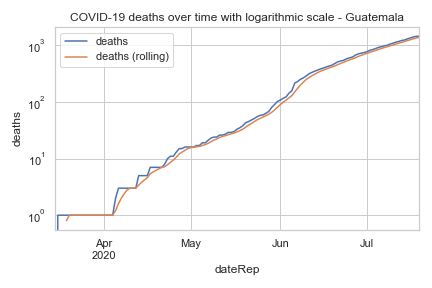 COVID-19 deaths over time with logarithmic scale - Guatemala
deaths
deaths (rolling)
10³
10²
10¹
10⁰
deaths
Apr
2020
May
Jun
Jul
dateRep